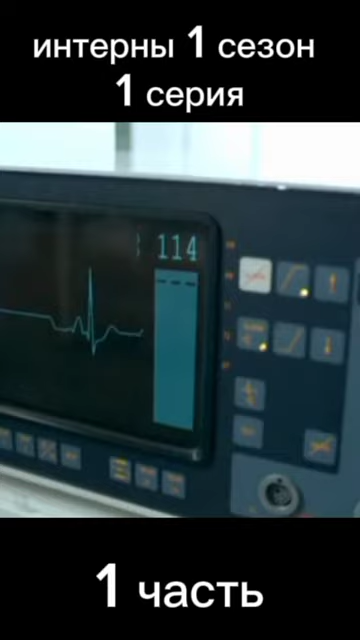 интерны 1 сезон
1 серия
114
1 часть